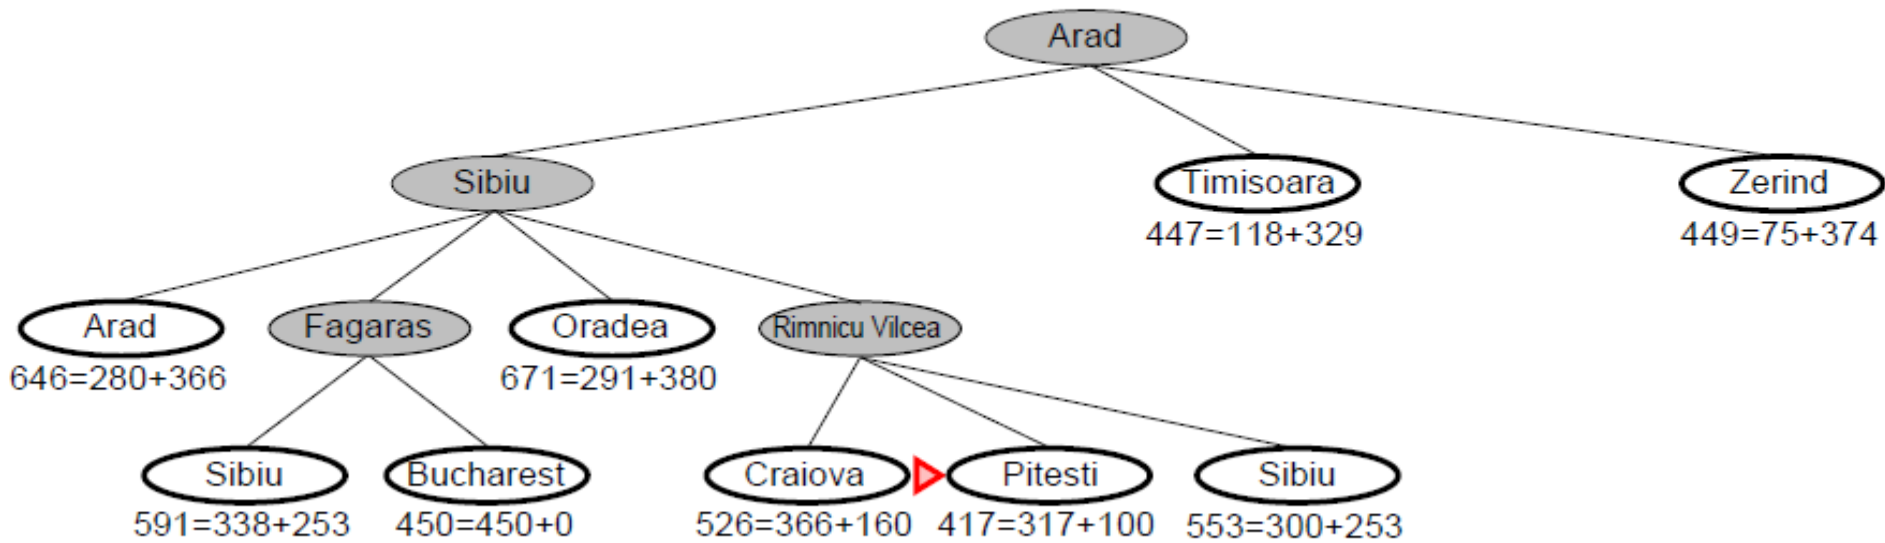 Arad
Sibiu
Timisoara
Zerind
447=118+329
449=75+374
Arad
Fagaras
Oradea
Rimnicu Vilcea
646=280+366
671=291+380
Sibiu
Bucharest
Craiova
Pitesti
Sibiu
591=338+253
450=450+0
526=366+160
417=317+100
553=300+253